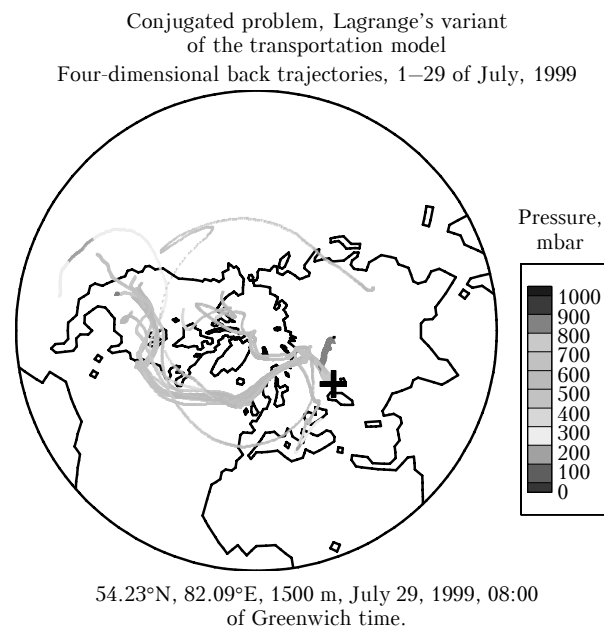 Conjugated problem, Lagrange's variant
of the transportation model
Four-dimensional back trajectories, 1–29 of July, 1999
Pressure,
mbar
1000
900
800
700
600
500
400
300
200
100
0
54.23°N, 82.09°E, 1500 m, July 29, 1999, 08:00
of Greenwich time.